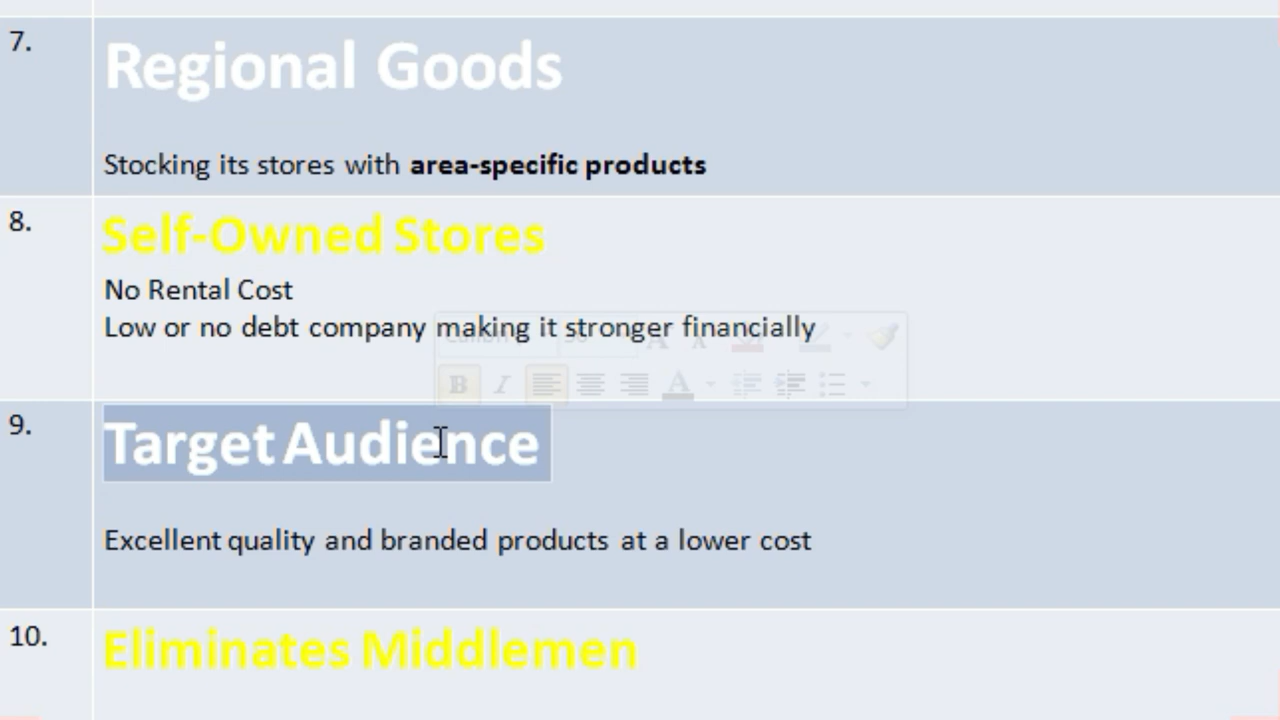 7.
Regional Goods
Stocking its stores with area-specific products
8.
Self-Owned Stores
No Rental Cost
Low or no debt company making it stronger financially
B I A
9.
Target Audience
Excellent quality and branded products at a lower cost
10.
Eliminates Middlemen